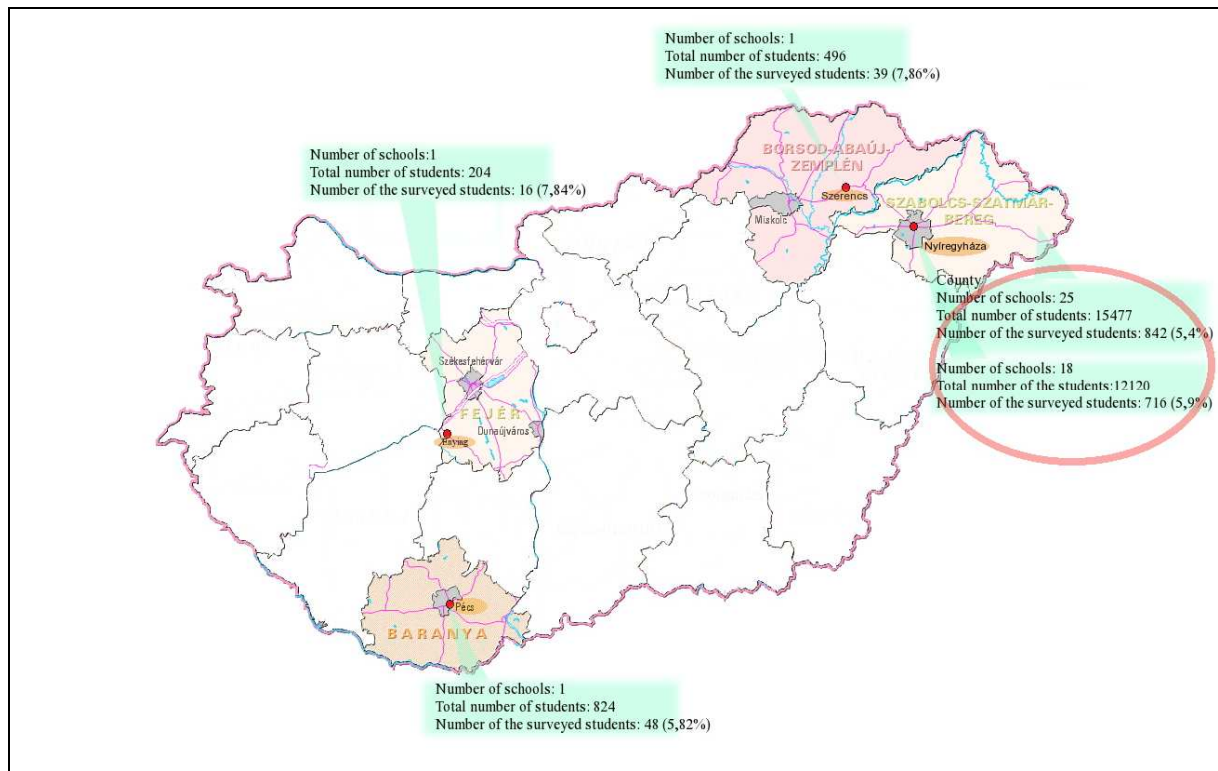 Number of schools: 1
Total number of students: 496
Number of the surveyed students: 39 (7,86%)
Number of schools:1
Total number of students: 204
Number of the surveyed students: 16 (7,84%)
BORSOD-ABAÚJ-
ZEMPLÉN
Szerencs
Miskolc
SZABOLCS-SZATMÁR-
BEREG
Nyíregyháza
County
Number of schools: 25
Total number of students: 15477
Number of the surveyed students: 842 (5,4%)
Number of schools: 18
Total number of the students:12120
Number of the surveyed students: 716 (5,9%)
Székesfehérvár
FEJÉR
Dunaújváros
Enying
Pécs
BARANYA
Number of schools: 1
Total number of students: 824
Number of the surveyed students: 48 (5,82%)